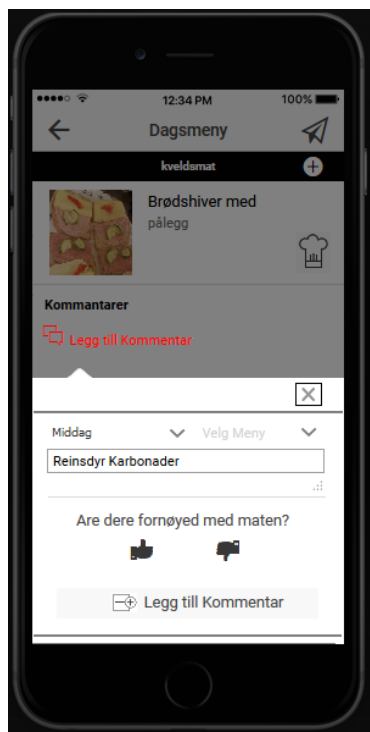 12:34 PM
100%
Dagsmeny
kveldsmat
Brødshiver med
pålegg
Kommantarer
Legg till Kommentar
Middag
Velg Meny
Reinsdyr Karbonader
Are dere fornøyed med maten?
Legg till Kommentar